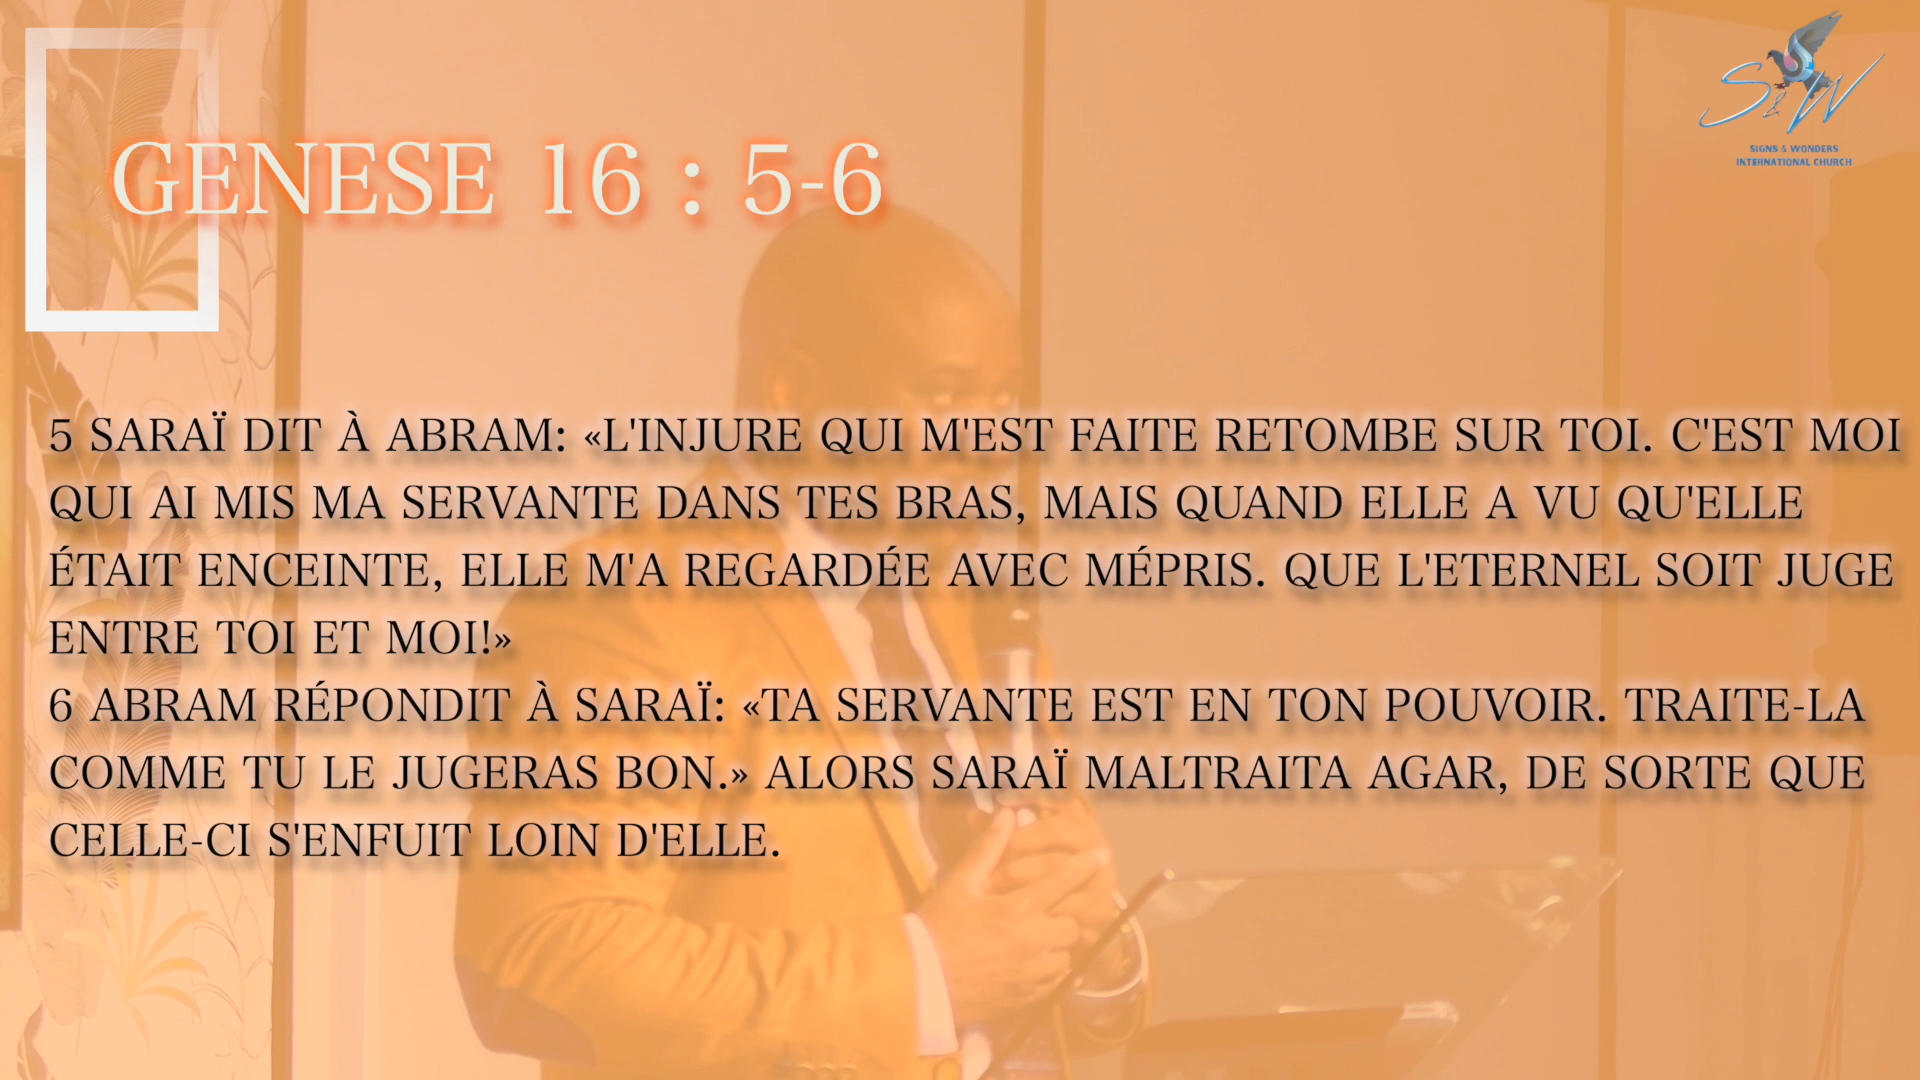 S&W
SIGNS & WONDERS
INTERNATIONAL CHURCH
GENESE 16 : 5-6
5 SARAÏ DIT À ABRAM: «L'INJURE QUI M'EST FAITE RETOMBE SUR TOI. C'EST MOI
QUI AI MIS MA SERVANTE DANS TES BRAS, MAIS QUAND ELLE A VU QU'ELLE
ÉTAIT ENCEINTE, ELLE M'A REGARDÉE AVEC MÉPRIS. QUE L'ETERNEL SOIT JUGE
ENTRE TOI ET MOI!»
6 ABRAM RÉPONDIT À SARAÏ: «TA SERVANTE EST EN TON POUVOIR. TRAITE-LA
COMME TU LE JUGERAS BON.» ALORS SARAÏ MALTRAITA AGAR, DE SORTE QUE
CELLE-CI S'ENFUIT LOIN D'ELLE.